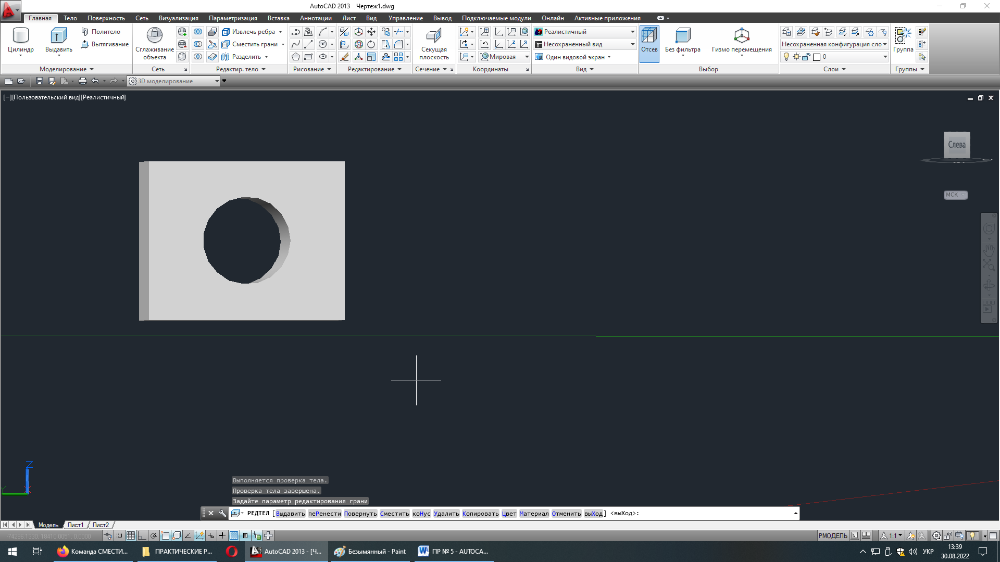 AutoCAD 2013 Чертеж1.dwg
Главная Тело Поверхность Сеть Визуализация Параметризация Вставка Аннотации Лист Вид Управление Вывод Подключаемые модули Онлайн Активные приложения
Цилиндр Выдавить Политело Вытягивание
Сглаживание объекта
Извлечь ребра
Сместить грани
Разделить
Секущая плоскость
Мировая
Реалистичный
Несохраненный вид
Один видовой экран
Отсев Без фильтра Гизмо перемещения
Несохраненная конфигурация сло
0
Группа
Моделирование Сеть Редактир. тело Рисование Редактирование Сечение Координаты Вид Выбор Слои Группы
3D моделирование
[−][Пользовательский вид][Реалистичный]
Слева
МСК
Z
Y
X
Выполняется проверка тела.
Проверка тела завершена.
Задайте параметр редактирования грани
РЕДТЕЛ [Выдавить пеРенести Повернуть Сместить коНус Удалить Копировать Цвет Материал Отменить выХод] <выХод>:
Модель Лист1 Лист2
-74296.1330, 18410.0051, 0.0000
РМОДЕЛЬ 1:1
Команда СМЕСТИ... ПРАКТИЧЕСКИЕ Р... AutoCAD 2013 - [Ч... Безымянный - Paint ПР № 5 - AUTOCA...
УКР
13:39
30.08.2022